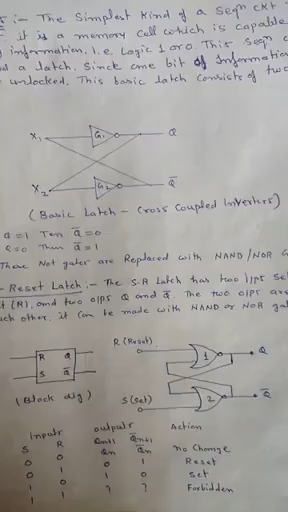 :- The Simplest kind of a Seqn ckt
it is a memory cell which is capable
information. i.e Logic 1 or 0. This Seqn
a latch. Since one bit of Information
unlocked. This basic latch consists of two
X₁ G₁ Q
X₂ G₂ Q̅
(Basic Latch - Cross Coupled Inverters)
Q=1 Then Q̅=0
Q=0 Then Q̅=1
These Not gates are Replaced with NAND/NOR G
- Reset Latch :- The S-R Latch has two I/Ps Set
t (R), and two o/ps Q and Q̅. The two o/ps are
each other. it can be made with NAND or NOR gat
R (Reset) 1 Q
R Q
S Q̅
S (Set) 2 Q̅
(Block dig)
Inputs outputs Action
S R Qn+1 Q̅n+1
0 0 Qn Q̅n no Change
0 1 0 1 Reset
1 0 1 0 Set
1 1 ? ? Forbidden